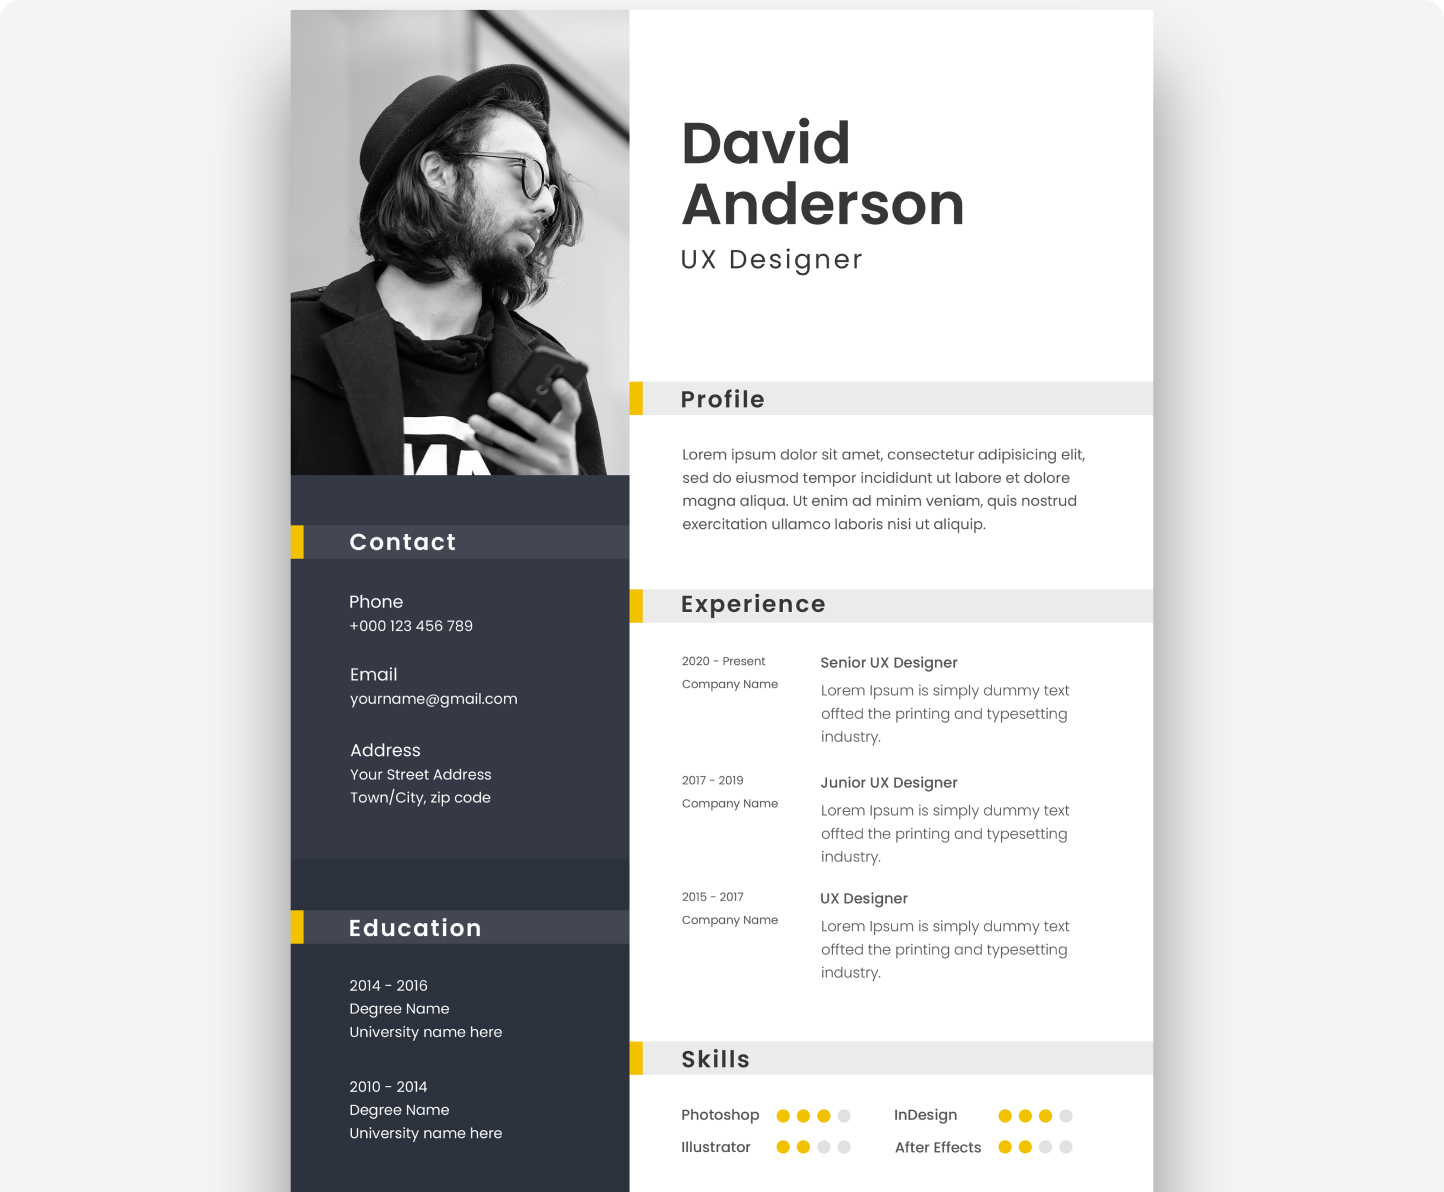 David
Anderson
UX Designer
Contact
Phone
+000 123 456 789
Email
yourname@gmail.com
Address
Your Street Address
Town/City, zip code
Education
2014 - 2016
Degree Name
University name here
2010 - 2014
Degree Name
University name here
Profile
Lorem ipsum dolor sit amet, consectetur adipisicing elit,
sed do eiusmod tempor incididunt ut labore et dolore
magna aliqua. Ut enim ad minim veniam, quis nostrud
exercitation ullamco laboris nisi ut aliquip.
Experience
2020 - Present
Company Name
Senior UX Designer
Lorem Ipsum is simply dummy text
offted the printing and typesetting
industry.
2017 - 2019
Company Name
Junior UX Designer
Lorem Ipsum is simply dummy text
offted the printing and typesetting
industry.
2015 - 2017
Company Name
UX Designer
Lorem Ipsum is simply dummy text
offted the printing and typesetting
industry.
Skills
Photoshop
InDesign
Illustrator
After Effects